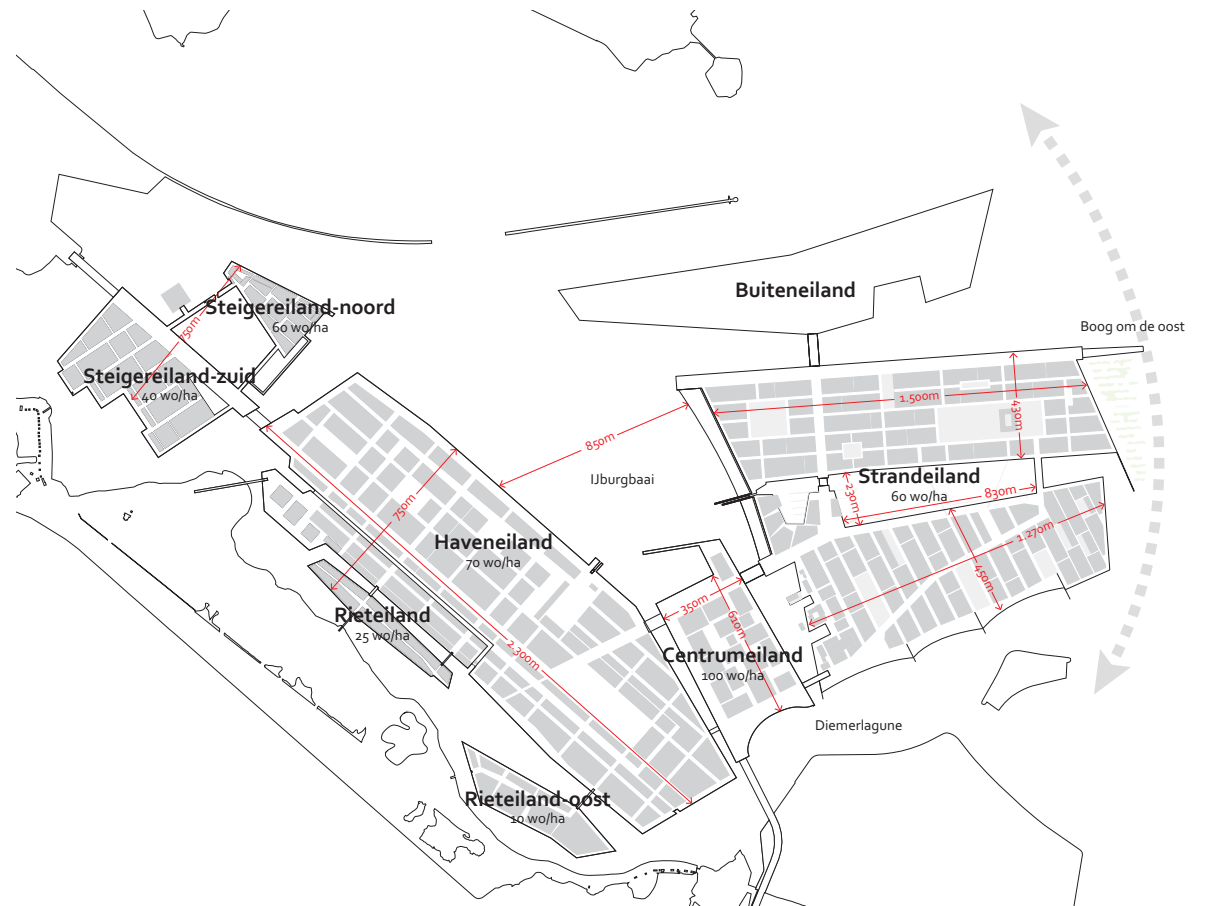 Buiteneiland
Steigereiland-noord
60 wo/ha
Boog om de oost
750m
Steigereiland-zuid
40 wo/ha
1.500m
430m
850m
IJburgbaai
Strandeiland
60 wo/ha
230m
830m
750m
Haveneiland
70 wo/ha
1.270m
450m
Rieteiland
25 wo/ha
350m
610m
2.300m
Centrumeiland
100 wo/ha
Diemerlagune
Rieteiland-oost
10 wo/ha